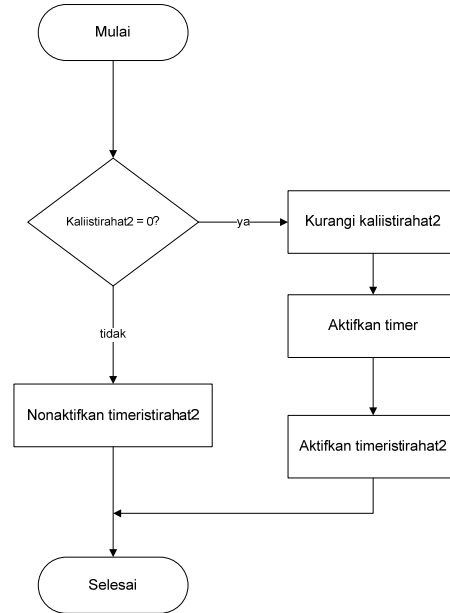 Mulai
Kaliistirahat2 = 0?
ya
Kurangi kaliistirahat2
Aktifkan timer
tidak
Nonaktifkan timeristirahat2
Aktifkan timeristirahat2
Selesai